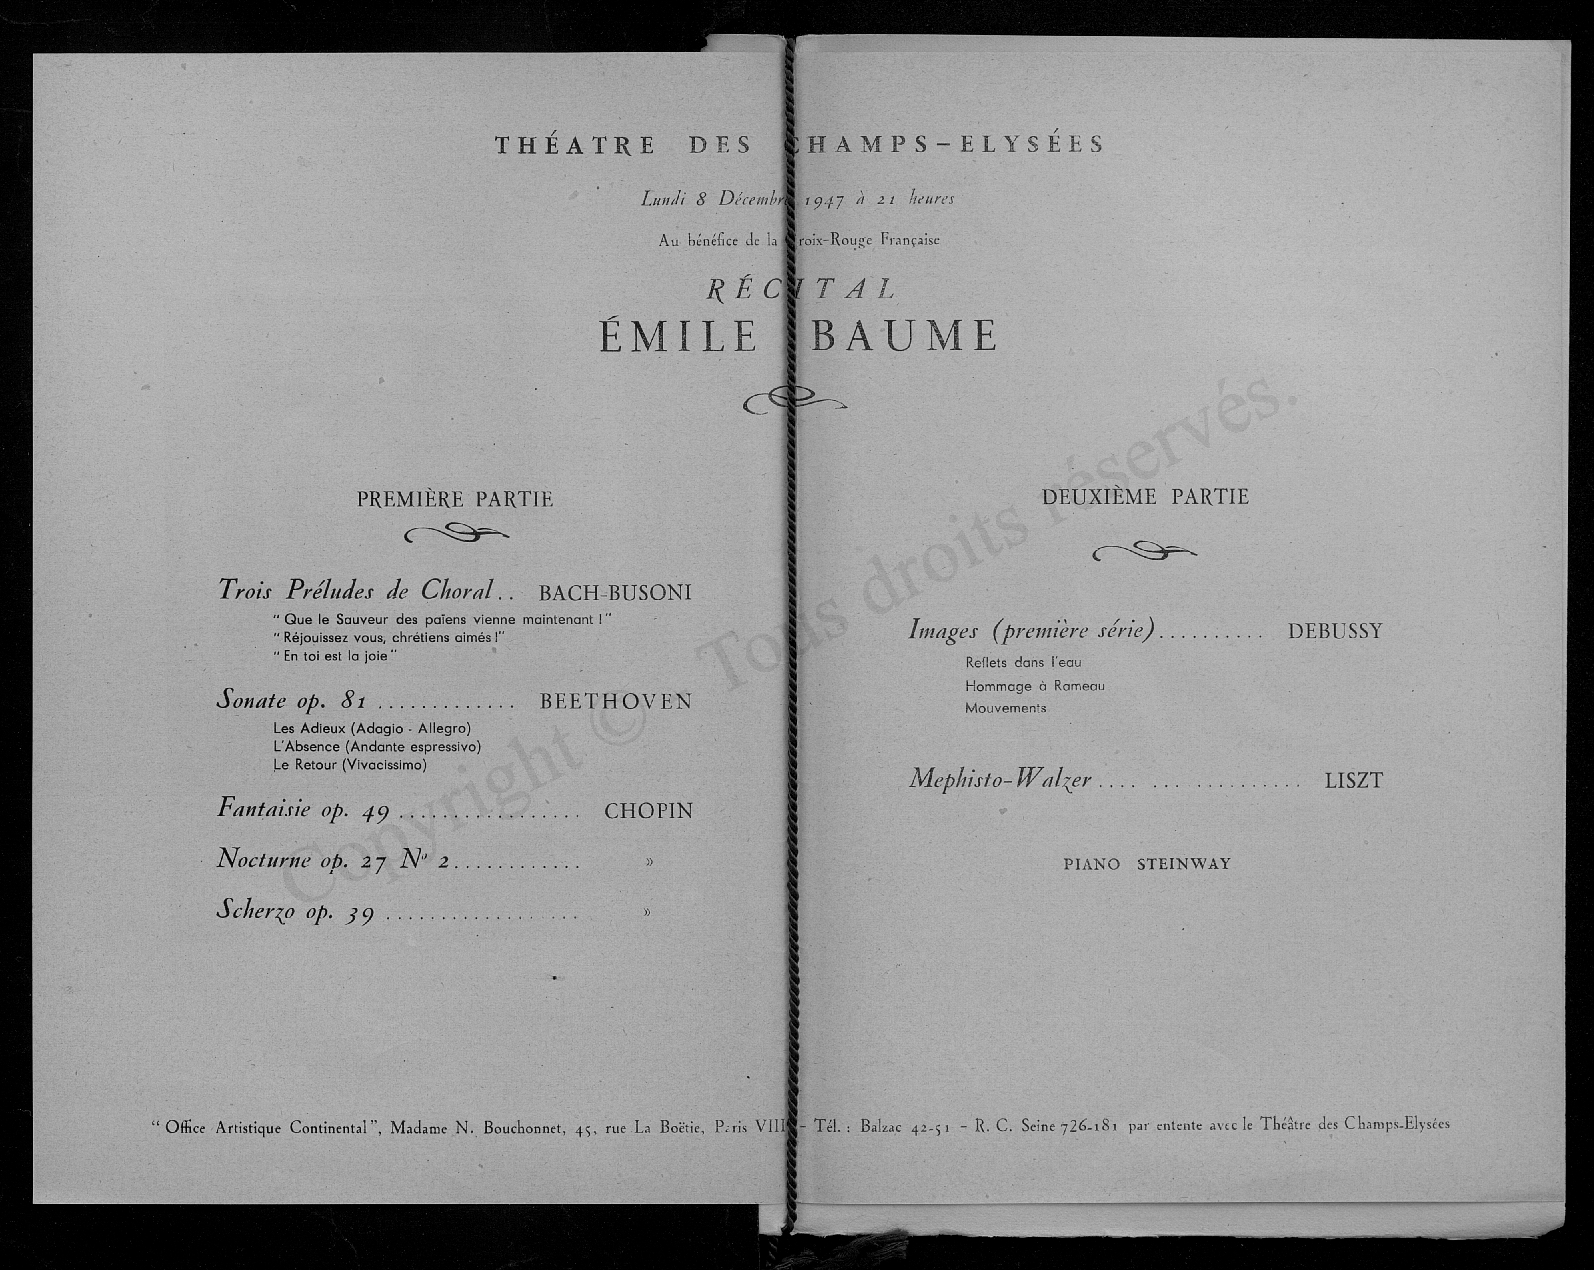 THÉATRE DES CHAMPS-ELYSÉES
Lundi 8 Décembre 1947 à 21 heures
Au bénéfice de la Croix-Rouge Française
RÉCITAL
ÉMILE BAUME
PREMIÈRE PARTIE
Trois Préludes de Choral.. BACH-BUSONI
"Que le Sauveur des païens vienne maintenant !"
"Réjouissez vous, chrétiens aimés !"
"En toi est la joie"
Sonate op. 81 ............. BEETHOVEN
Les Adieux (Adagio - Allegro)
L'Absence (Andante espressivo)
Le Retour (Vivacissimo)
Fantaisie op. 49 ................. CHOPIN
Nocturne op. 27 Nº 2............ »
Scherzo op. 39 .................. »
DEUXIÈME PARTIE
Images (première série).......... DEBUSSY
Reflets dans l'eau
Hommage à Rameau
Mouvements
Mephisto-Walzer .... ... .......... LISZT
PIANO STEINWAY
"Office Artistique Continental", Madame N. Bouchonnet, 45, rue La Boëtie, Paris VIIIe - Tél. : Balzac 42-51 - R. C. Seine 726-181 par entente avec le Théâtre des Champs-Elysées
Copyright © - Tous droits réservés.